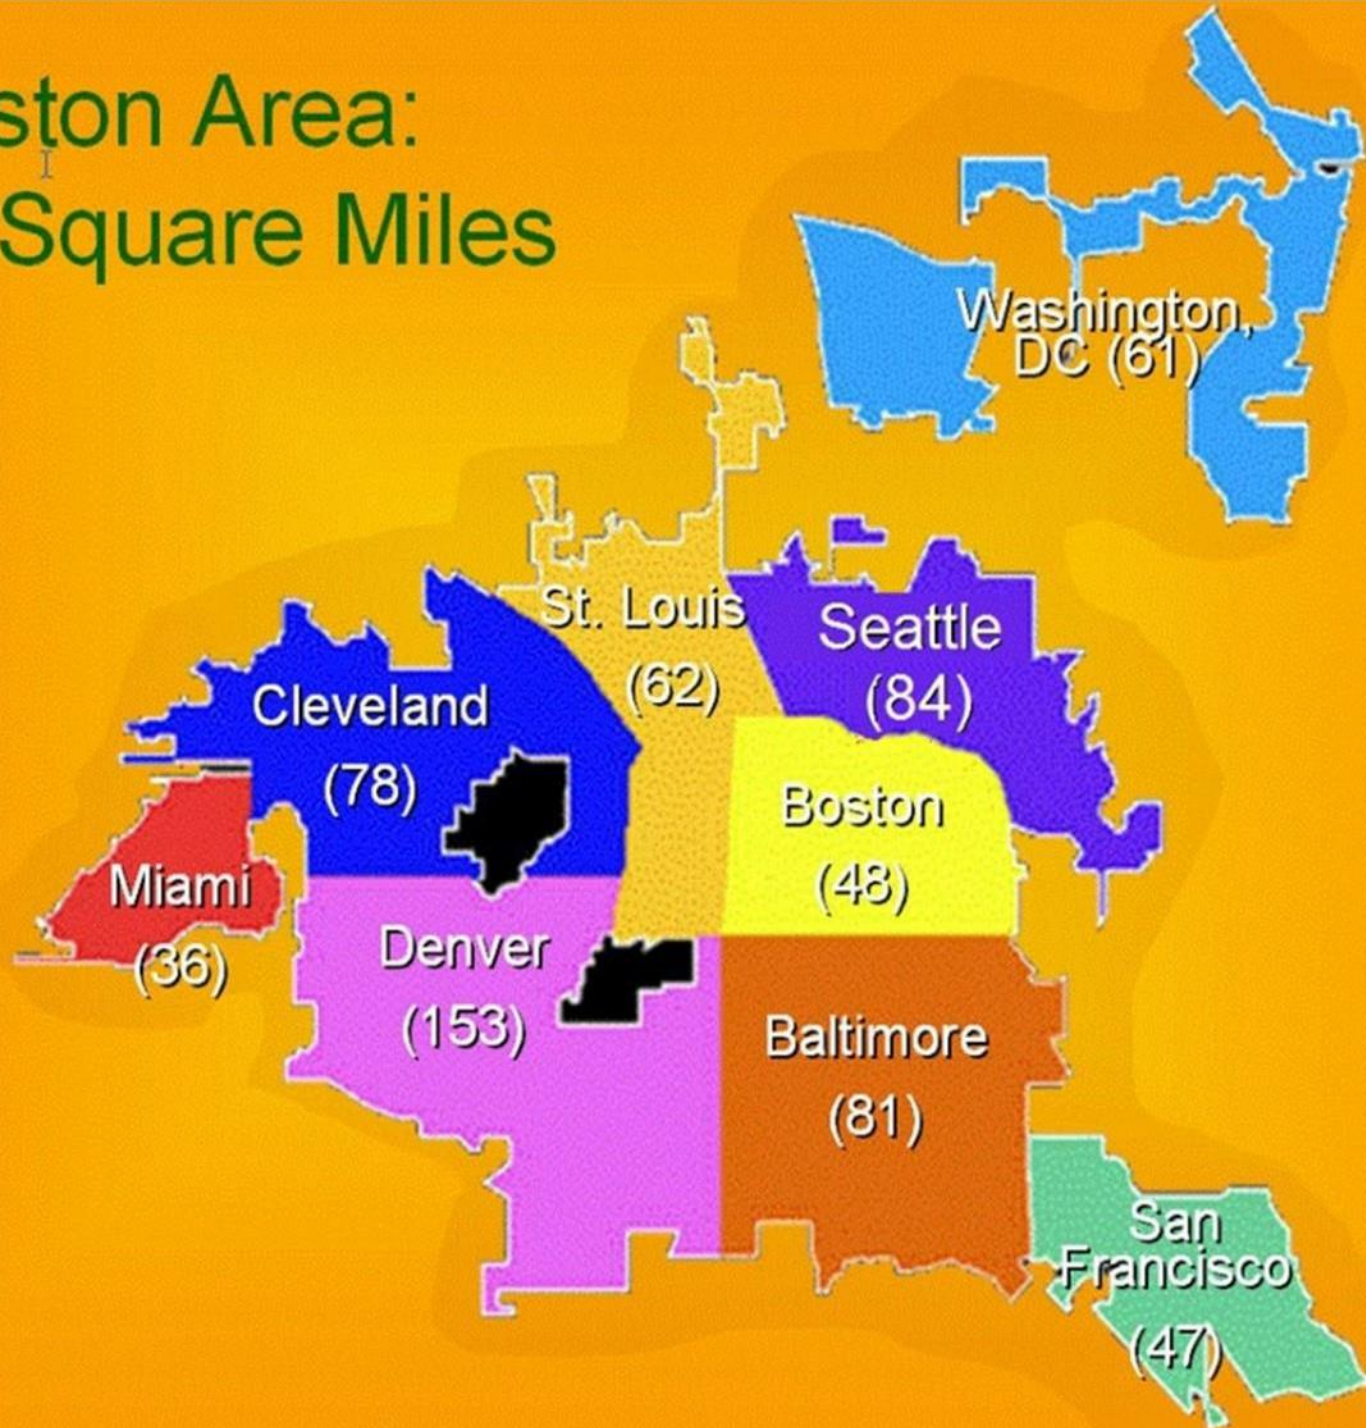 ston Area:
Square Miles
Washington,
DC (61)
St. Louis
(62)
Seattle
(84)
Cleveland
(78)
Boston
(48)
Miami
(36)
Denver
(153)
Baltimore
(81)
San
Francisco
(47)